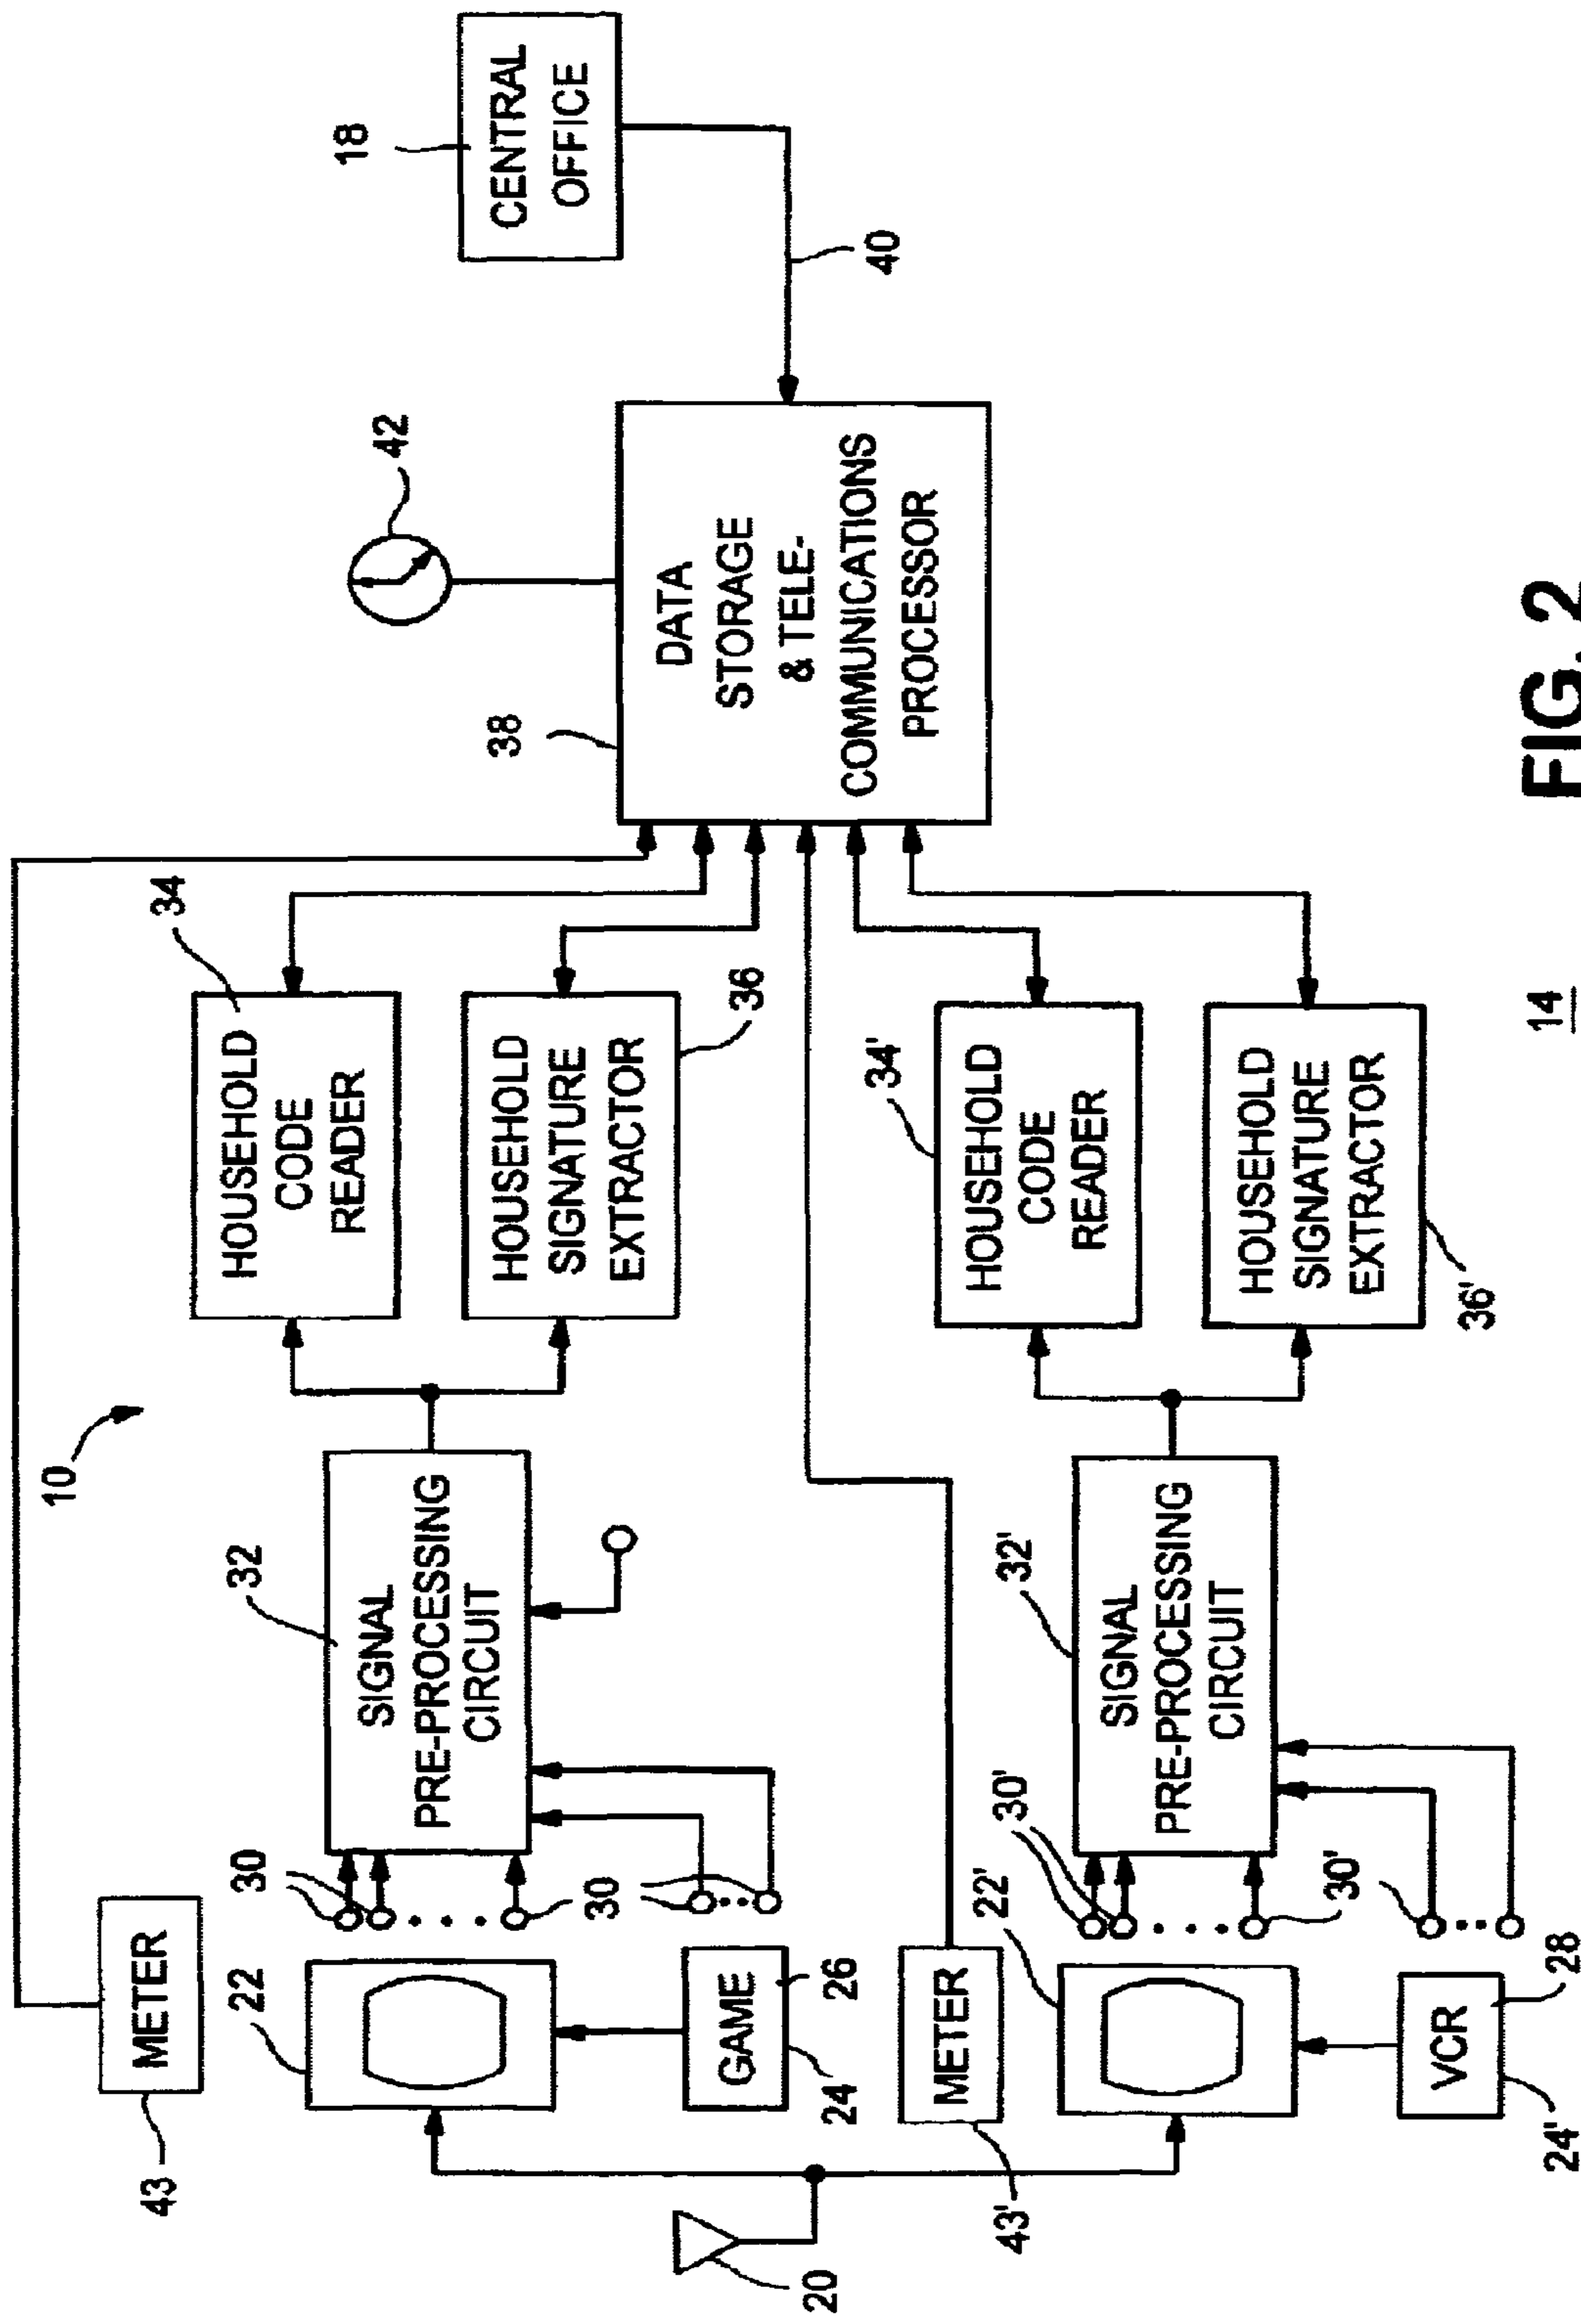 10
43
METER
22
GAME
24
26
20
METER
43'
22'
VCR
24'
28
30
30
30'
30'
32
SIGNAL
PRE-PROCESSING
CIRCUIT
32'
SIGNAL
PRE-PROCESSING
CIRCUIT
34
HOUSEHOLD
CODE
READER
HOUSEHOLD
SIGNATURE
EXTRACTOR
36
34'
HOUSEHOLD
CODE
READER
HOUSEHOLD
SIGNATURE
EXTRACTOR
36'
38
DATA
STORAGE
& TELE-
COMMUNICATIONS
PROCESSOR
42
40
18
CENTRAL
OFFICE
14
FIG. 2